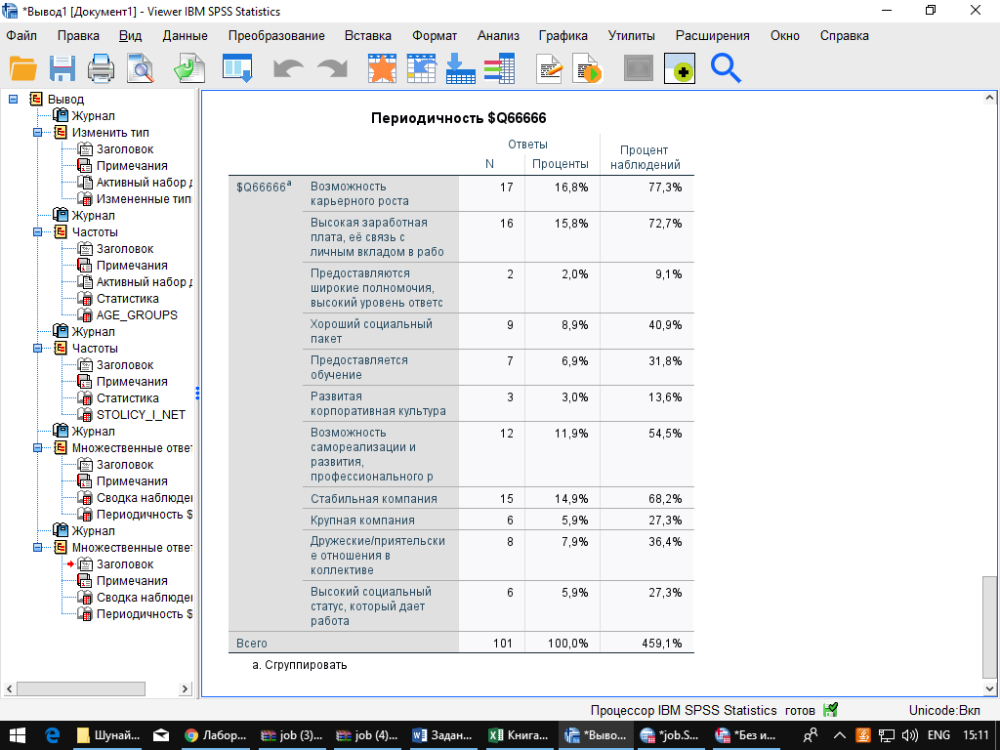 *Вывод1 [Документ1] - Viewer IBM SPSS Statistics
Файл Правка Вид Данные Преобразование Вставка Формат Анализ Графика Утилиты Расширения Окно Справка
Вывод
Журнал
Изменить тип
Заголовок
Примечания
Активный набор д
Измененные тип
Журнал
Частоты
Заголовок
Примечания
Активный набор д
Статистика
AGE_GROUPS
Журнал
Частоты
Заголовок
Примечания
Статистика
STOLICY_I_NET
Журнал
Множественные ответ
Заголовок
Примечания
Сводка наблюде
Периодичность $
Журнал
Множественные ответ
Заголовок
Примечания
Сводка наблюде
Периодичность $
Периодичность $Q66666
Ответы
Процент
наблюдений
N Проценты
$Q66666a
Возможность
карьерного роста
17 16,8% 77,3%
Высокая заработная
плата, её связь с
личным вкладом в рабо
16 15,8% 72,7%
Предоставляются
широкие полномочия,
высокий уровень ответс
2 2,0% 9,1%
Хороший социальный
пакет
9 8,9% 40,9%
Предоставляется
обучение
7 6,9% 31,8%
Развитая
корпоративная культура
3 3,0% 13,6%
Возможность
самореализации и
развития,
профессионального р
12 11,9% 54,5%
Стабильная компания 15 14,9% 68,2%
Крупная компания 6 5,9% 27,3%
Дружеские/приятельски
е отношения в
коллективе
8 7,9% 36,4%
Высокий социальный
статус, который дает
работа
6 5,9% 27,3%
Всего 101 100,0% 459,1%
a. Сгруппировать
Процессор IBM SPSS Statistics готов Unicode:Вкл
Шунай... Лабор... job (3)... job (4)... Задан... Книга... *Выво... *job.S... *Без и... ENG 15:11